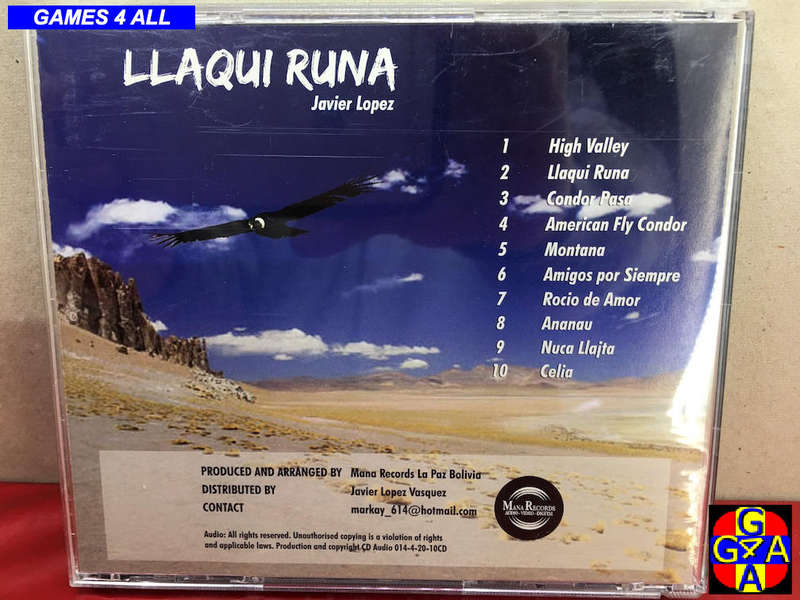 GAMES 4 ALL
LLAQUI RUNA
Javier Lopez
1 High Valley
2 Llaqui Runa
3 Condor Pasa
4 American Fly Condor
5 Montana
6 Amigos por Siempre
7 Rocio de Amor
8 Ananau
9 Nuca Llajta
10 Celia
PRODUCED AND ARRANGED BY Mana Records La Paz Bolivia
DISTRIBUTED BY Javier Lopez Vasquez
CONTACT markay_614@hotmail.com
MANA RECORDS
AUDIO - VIDEO - DIGITAL
Audio: All rights reserved. Unauthorised copying is a violation of rights
and applicable laws. Production and copyright CD Audio 014-4-20-10CD
G
G4A
A